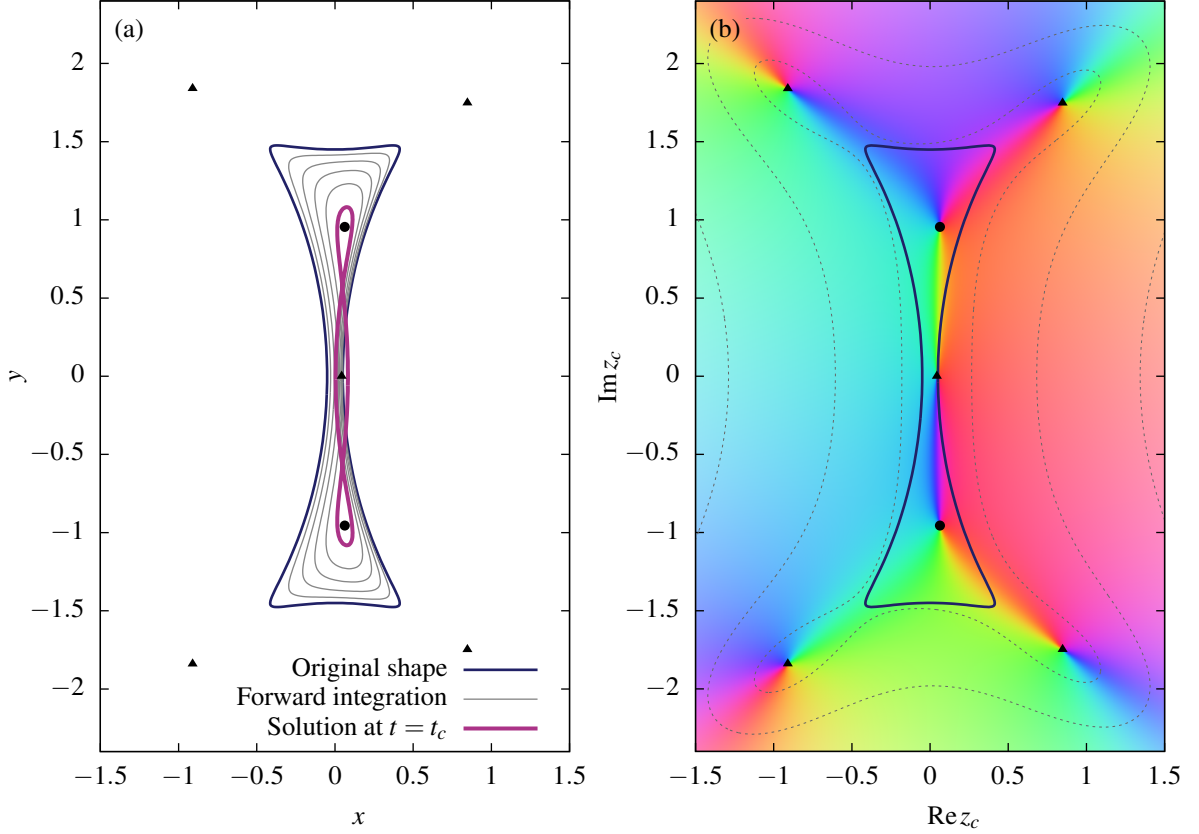 (a)
2
1.5
1
0.5
0
−0.5
−1
−1.5
−2
y
−1.5 −1 −0.5 0 0.5 1 1.5
x
Original shape
Forward integration
Solution at t = t_c
(b)
2
1.5
1
0.5
0
−0.5
−1
−1.5
−2
Im z_c
−1.5 −1 −0.5 0 0.5 1 1.5
Re z_c